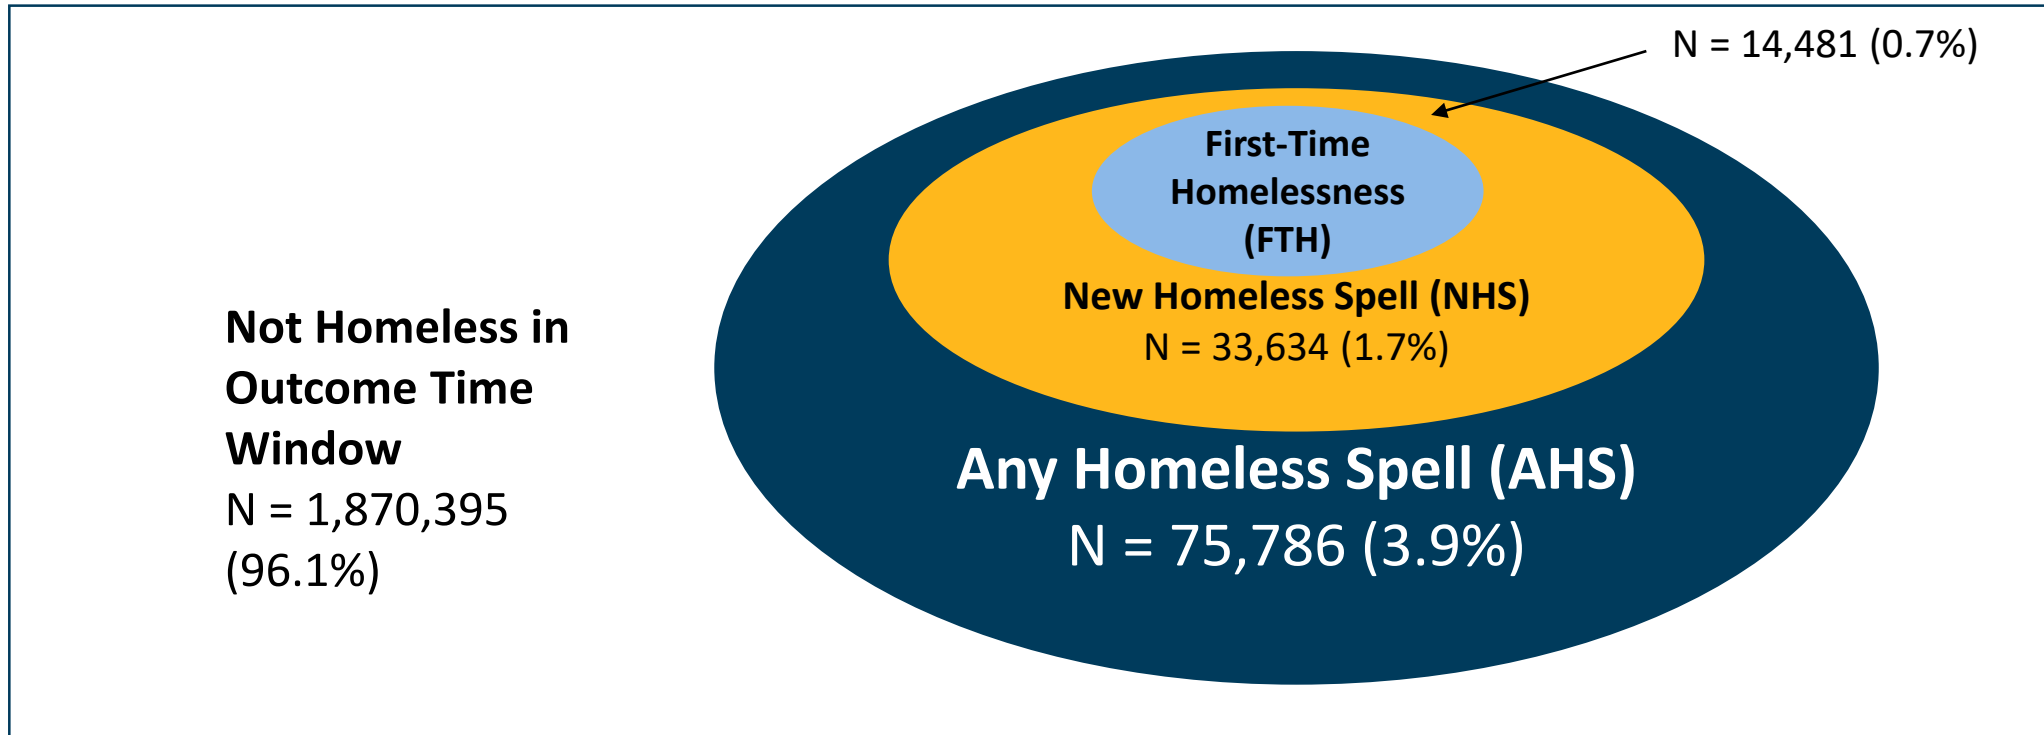 N = 14,481 (0.7%)
First-Time
Homelessness
(FTH)
New Homeless Spell (NHS)
N = 33,634 (1.7%)
Not Homeless in
Outcome Time
Window
N = 1,870,395
(96.1%)
Any Homeless Spell (AHS)
N = 75,786 (3.9%)